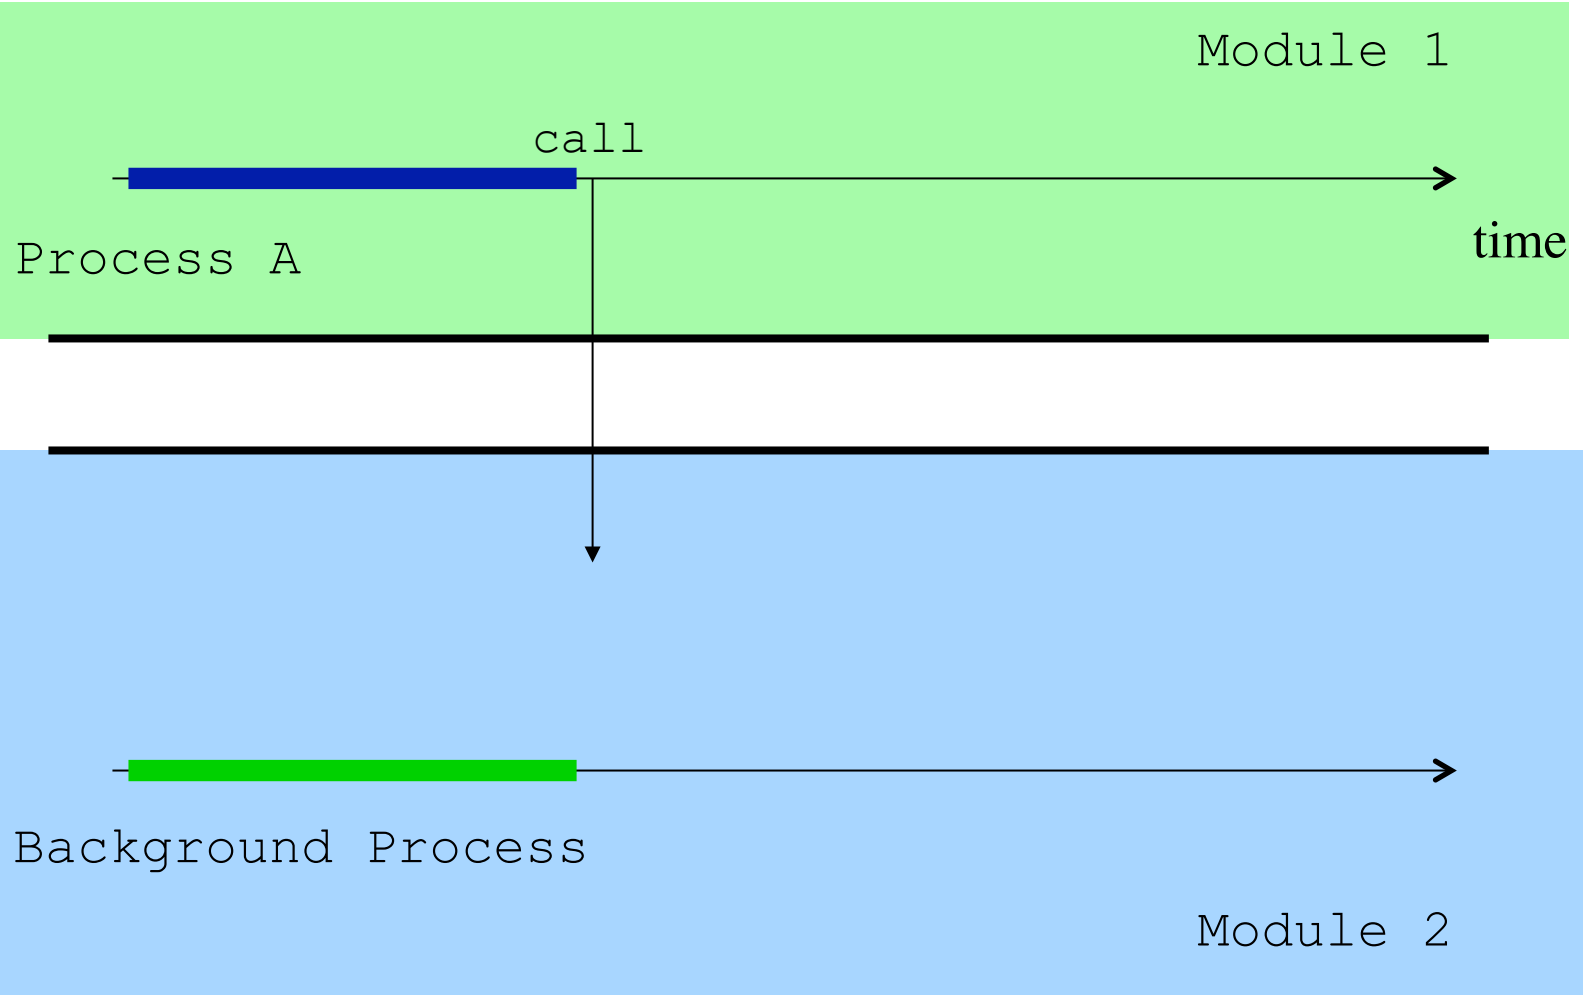 Module 1
call
time
Process A
Background Process
Module 2